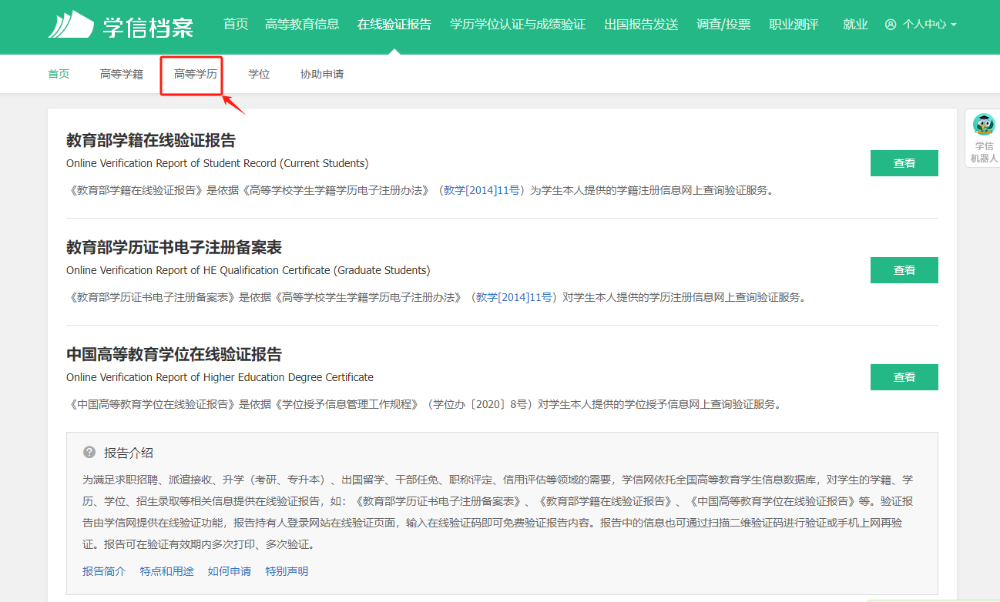 学信档案
首页 高等教育信息 在线验证报告 学历学位认证与成绩验证 出国报告发送 调查/投票 职业测评 就业 个人中心
首页 高等学籍 高等学历 学位 协助申请
教育部学籍在线验证报告
Online Verification Report of Student Record (Current Students)
查看
《教育部学籍在线验证报告》是依据《高等学校学生学籍学历电子注册办法》（教学[2014]11号）为学生本人提供的学籍注册信息网上查询验证服务。
学信
机器人
教育部学历证书电子注册备案表
Online Verification Report of HE Qualification Certificate (Graduate Students)
查看
《教育部学历证书电子注册备案表》是依据《高等学校学生学籍学历电子注册办法》（教学[2014]11号）对学生本人提供的学历注册信息网上查询验证服务。
中国高等教育学位在线验证报告
Online Verification Report of Higher Education Degree Certificate
查看
《中国高等教育学位在线验证报告》是依据《学位授予信息管理工作规程》（学位办〔2020〕8号）对学生本人提供的学位授予信息网上查询验证服务。
? 报告介绍
为满足求职招聘、派遣接收、升学（考研、专升本）、出国留学、干部任免、职称评定、信用评估等领域的需要，学信网依托全国高等教育学生信息数据库，对学生的学籍、学
历、学位、招生录取等相关信息提供在线验证报告，如：《教育部学历证书电子注册备案表》、《教育部学籍在线验证报告》、《中国高等教育学位在线验证报告》等。验证报
告由学信网提供在线验证功能，报告持有人登录网站在线验证页面，输入在线验证码即可免费验证报告内容。报告中的信息也可通过扫描二维验证码进行验证或手机上网再验
证。报告可在验证有效期内多次打印、多次验证。
报告简介 特点和用途 如何申请 特别声明